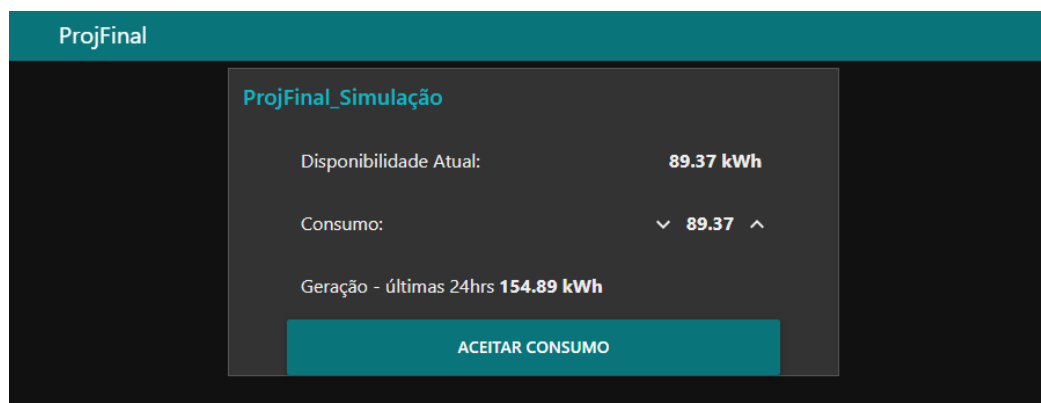 ProjFinal
ProjFinal_Simulação
Disponibilidade Atual: 89.37 kWh
Consumo: 89.37
Geração - últimas 24hrs 154.89 kWh
ACEITAR CONSUMO